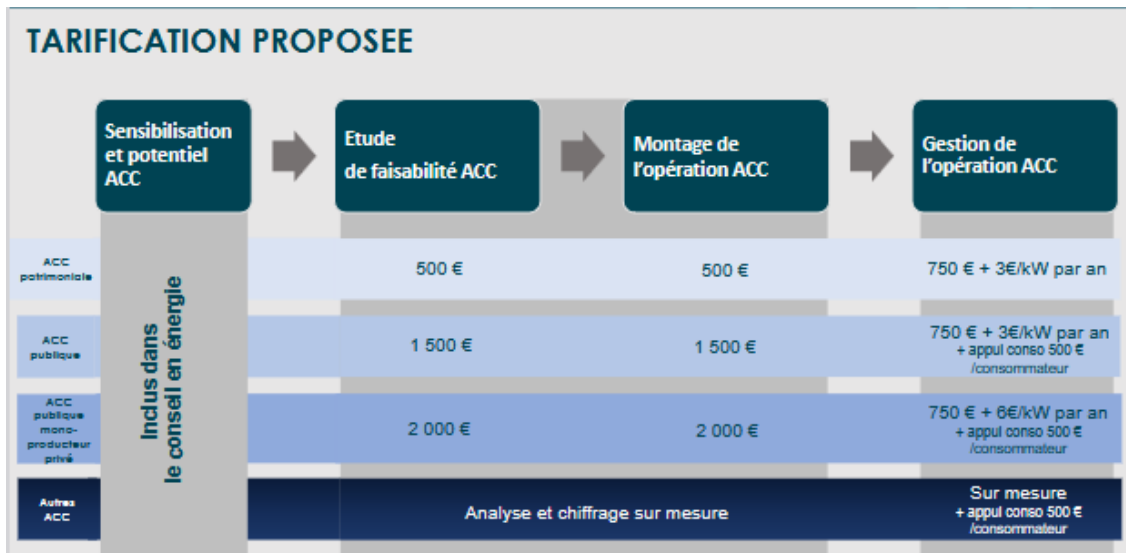 TARIFICATION PROPOSEE
Sensibilisation
et potentiel
ACC
Etude
de faisabilité ACC
Montage de
l'opération ACC
Gestion de
l'opération ACC
Inclus dans
le conseil en énergie
ACC
patrimoniale
500 €
500 €
750 € + 3€/kW par an
ACC
publique
1 500 €
1 500 €
750 € + 3€/kW par an
+ appui conso 500 €
/consommateur
ACC
publique
mono-
producteur
privé
2 000 €
2 000 €
750 € + 6€/kW par an
+ appui conso 500 €
/consommateur
Autres
ACC
Analyse et chiffrage sur mesure
Sur mesure
+ appui conso 500 €
/consommateur